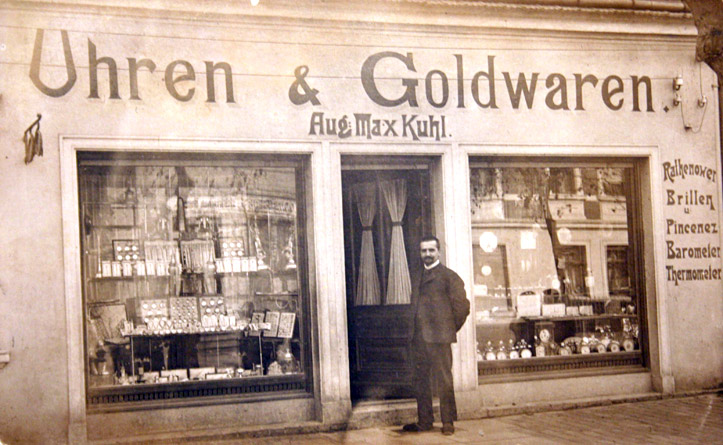 Uhren & Goldwaren.
Aug. Max Kuhl.
Rathenower
Brillen
u
Pincenez
Barometer
Thermometer